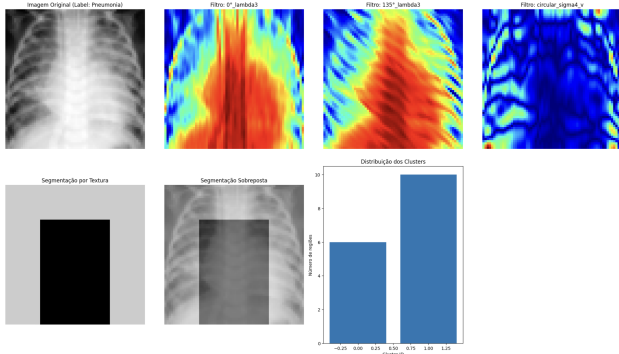 Imagem Original (Label: Pneumonia)
Filtro: 0°_lambda3
Filtro: 135°_lambda3
Filtro: circular_sigma4_v
Segmentação por Textura
Segmentação Sobreposta
Distribuição dos Clusters
Número de regiões
10
8
6
4
2
0
−0.25 0.00 0.25 0.50 0.75 1.00 1.25
Cluster ID